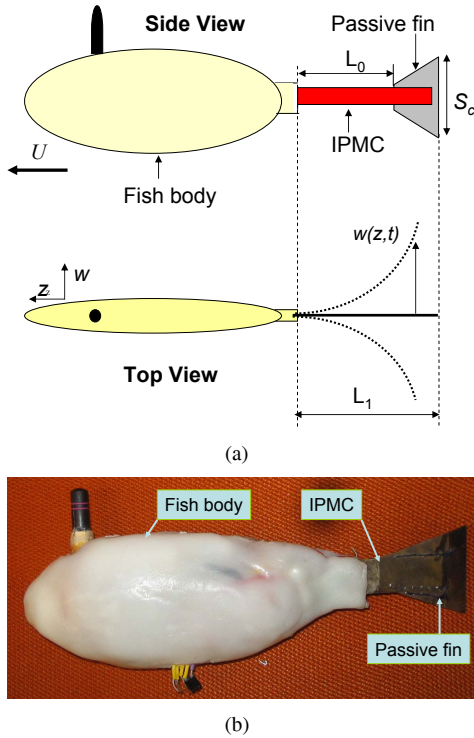 Side View
Passive fin
L0
Sc
IPMC
U
Fish body
w(z,t)
w
z
Top View
L1
(a)
Fish body
IPMC
Passive fin
(b)